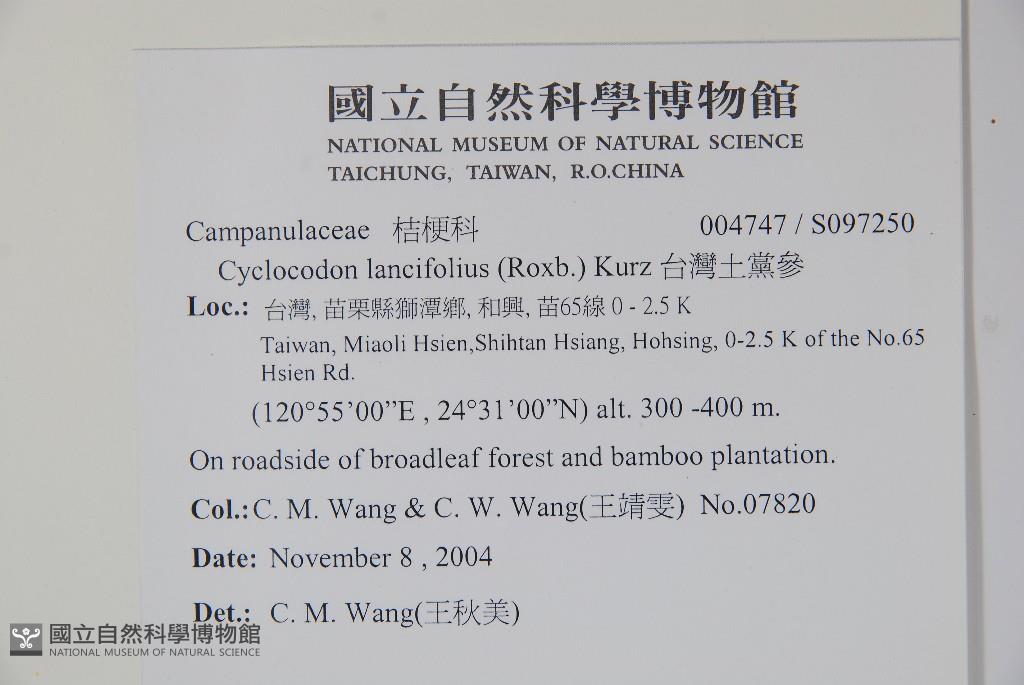 國立自然科學博物館
NATIONAL MUSEUM OF NATURAL SCIENCE
TAICHUNG, TAIWAN, R.O.CHINA
Campanulaceae 桔梗科 004747 / S097250
Cyclocodon lancifolius (Roxb.) Kurz 台灣土黨參
Loc.: 台灣, 苗栗縣獅潭鄉, 和興, 苗65線 0 - 2.5 K
Taiwan, Miaoli Hsien,Shihtan Hsiang, Hohsing, 0-2.5 K of the No.65
Hsien Rd.
(120°55’00”E , 24°31’00”N) alt. 300 -400 m.
On roadside of broadleaf forest and bamboo plantation.
Col.: C. M. Wang & C. W. Wang(王靖雯) No.07820
Date: November 8 , 2004
Det.: C. M. Wang(王秋美)
國立自然科學博物館
NATIONAL MUSEUM OF NATURAL SCIENCE